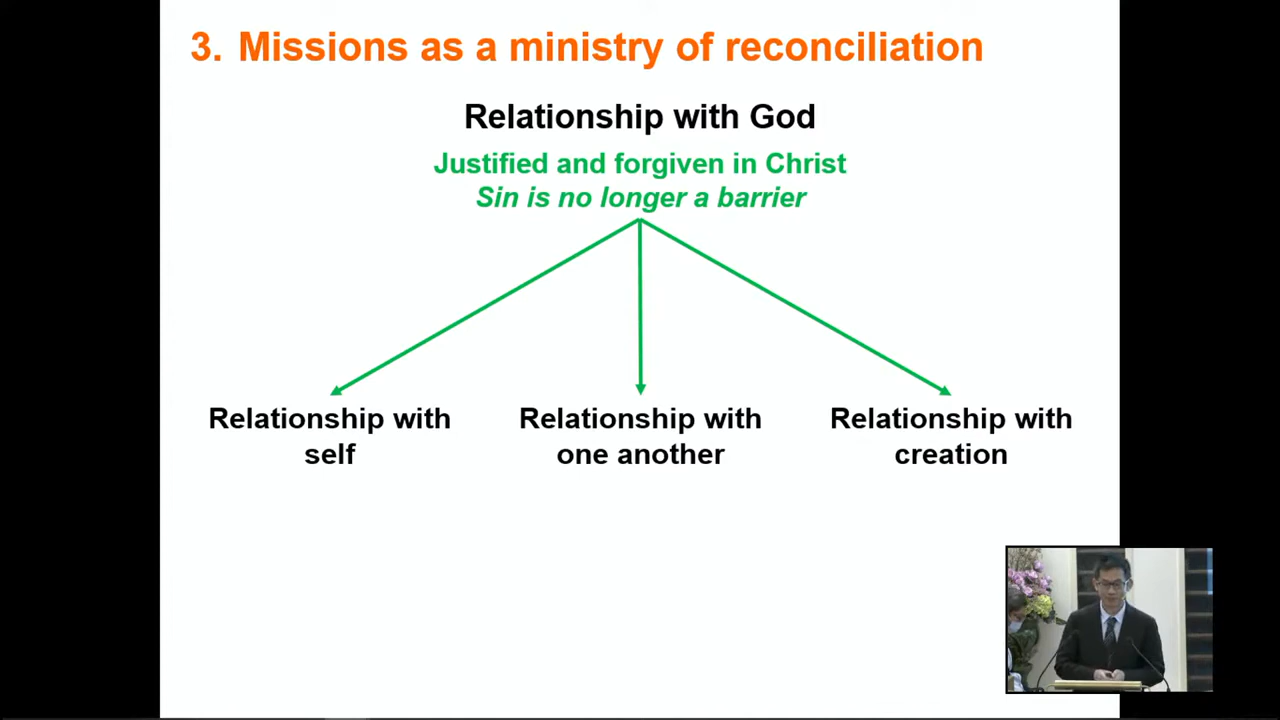 3. Missions as a ministry of reconciliation
Relationship with God
Justified and forgiven in Christ
Sin is no longer a barrier
Relationship with
self
Relationship with
one another
Relationship with
creation